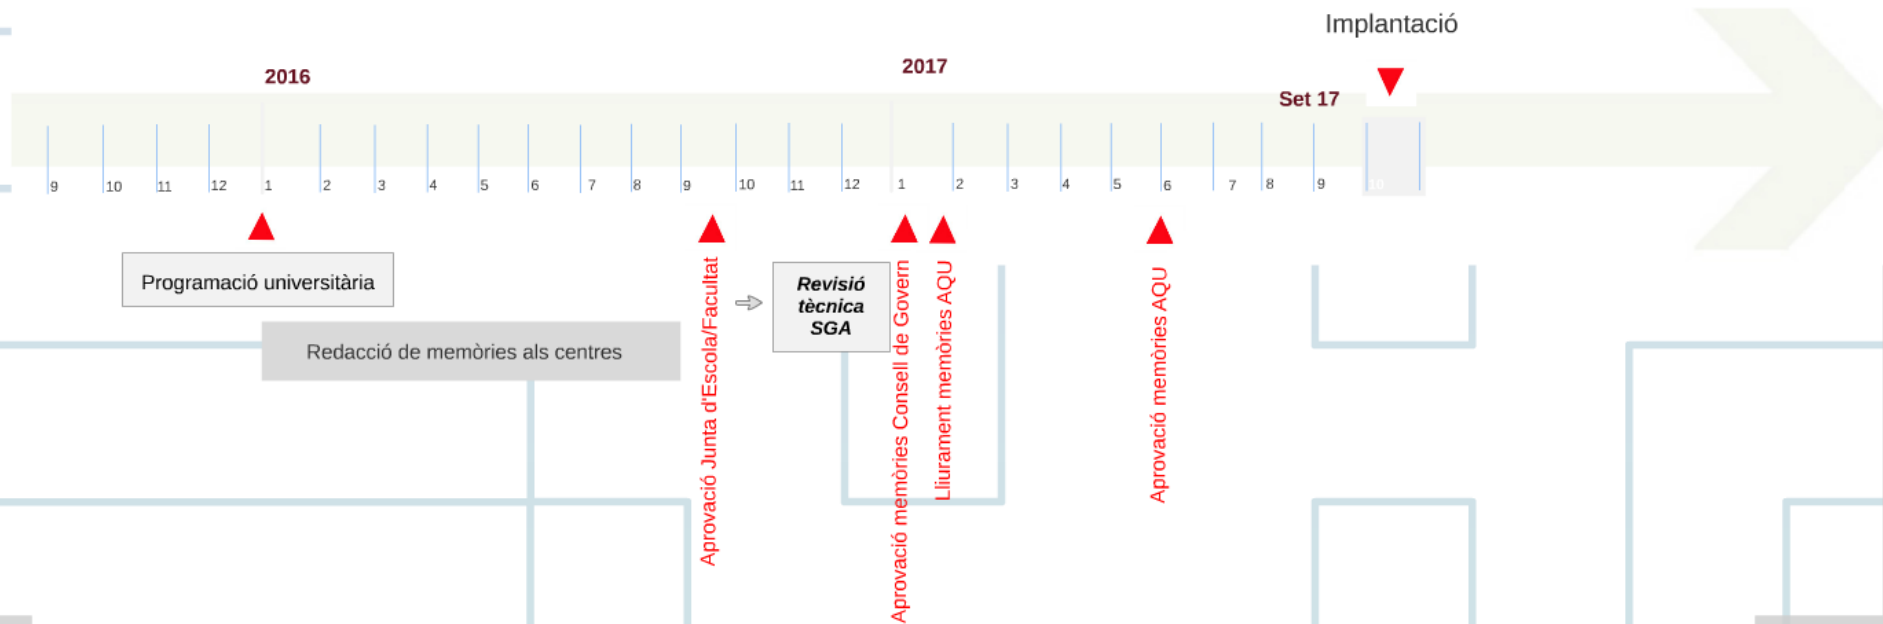 Implantació
2016
2017
Set 17
9 10 11 12 1 2 3 4 5 6 7 8 9 10 11 12 1 2 3 4 5 6 7 8 9 10
Programació universitària
Redacció de memòries als centres
Aprovació Junta d'Escola/Facultat
Revisió
tècnica
SGA
Aprovació memòries Consell de Govern
Lliurament memòries AQU
Aprovació memòries AQU